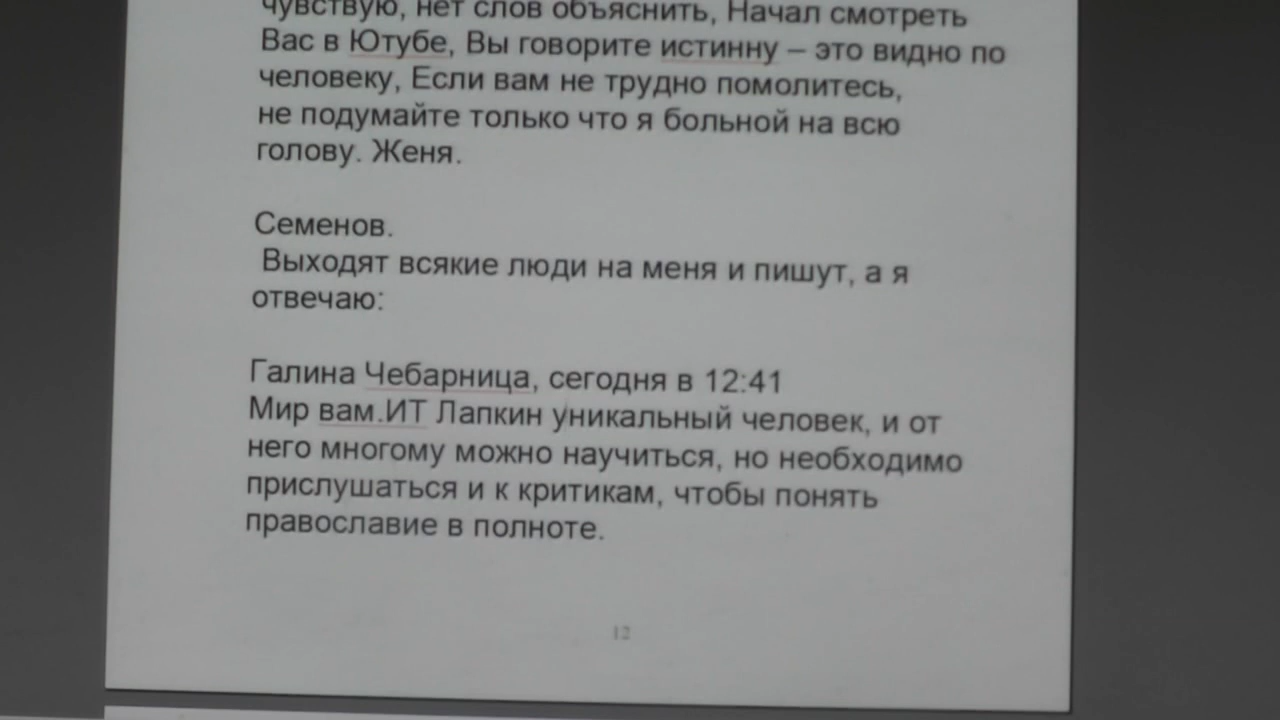 чувствую, нет слов объяснить, Начал смотреть
Вас в Ютубе, Вы говорите истинну – это видно по
человеку, Если вам не трудно помолитесь,
не подумайте только что я больной на всю
голову. Женя.
Семенов.
Выходят всякие люди на меня и пишут, а я
отвечаю:
Галина Чебарница, сегодня в 12:41
Мир вам.ИТ Лапкин уникальный человек, и от
него многому можно научиться, но необходимо
прислушаться и к критикам, чтобы понять
православие в полноте.
12